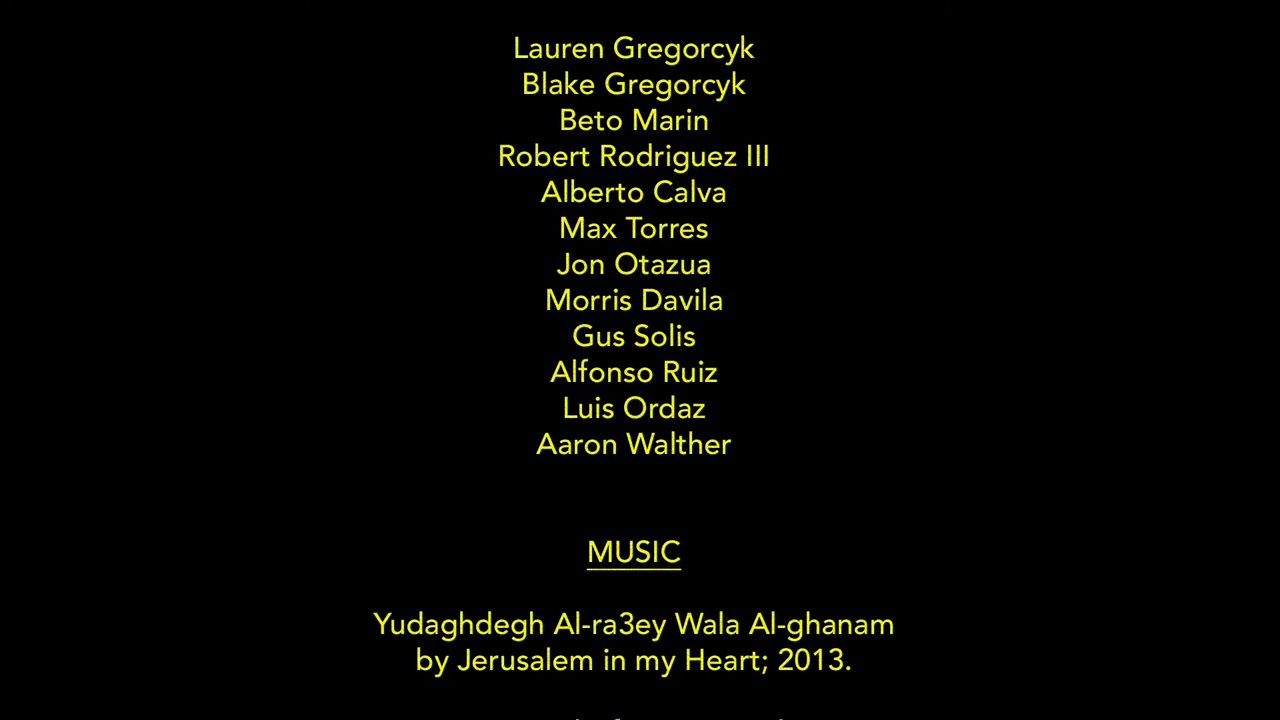 Lauren Gregorcyk
Blake Gregorcyk
Beto Marin
Robert Rodriguez III
Alberto Calva
Max Torres
Jon Otazua
Morris Davila
Gus Solis
Alfonso Ruiz
Luis Ordaz
Aaron Walther
MUSIC
Yudaghdegh Al-ra3ey Wala Al-ghanam
by Jerusalem in my Heart; 2013.